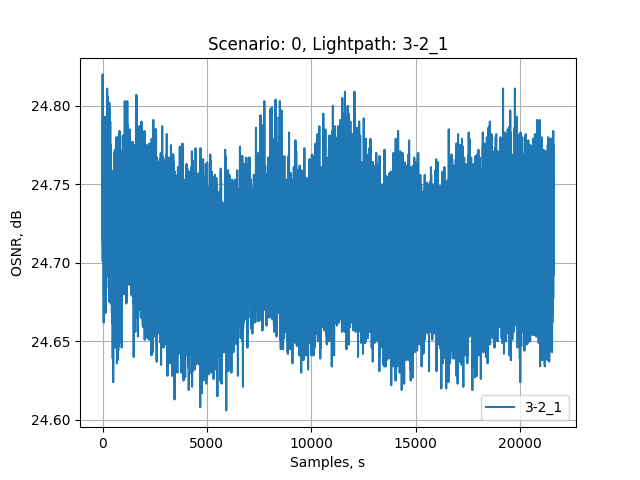 Scenario: 0, Lightpath: 3-2_1
OSNR, dB
24.80
24.75
24.70
24.65
24.60
0 5000 10000 15000 20000
Samples, s
3-2_1